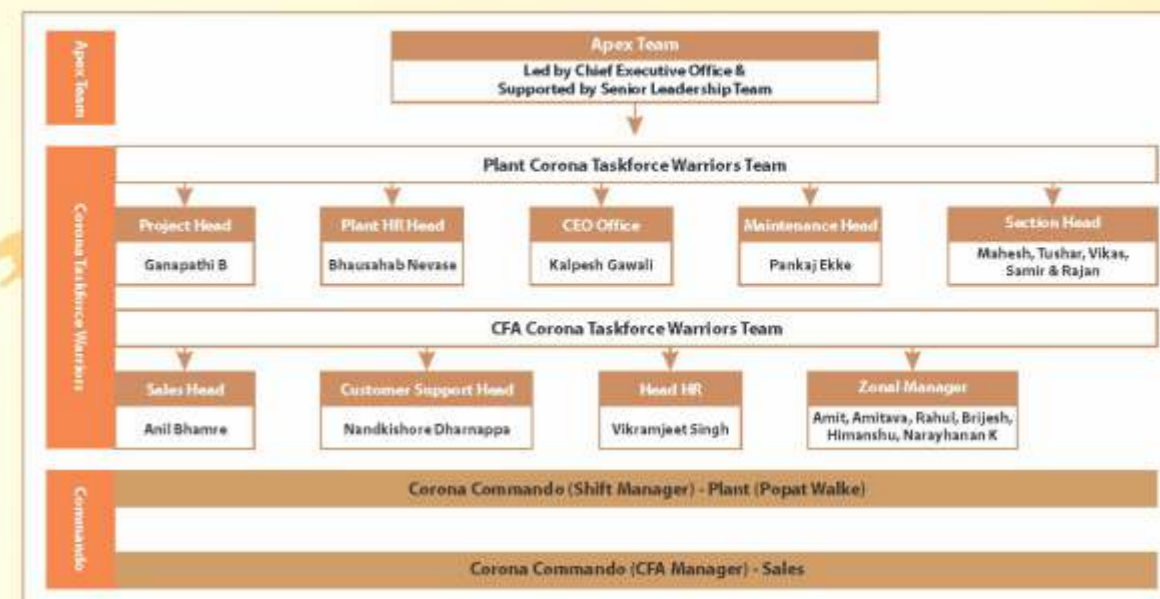 Apex Team
Apex Team
Led by Chief Executive Office &
Supported by Senior Leadership Team
Corona Taskforce Warriors
Plant Corona Taskforce Warriors Team
Project Head
Ganapathi B
Plant HR Head
Bhausahab Nevase
CEO Office
Kalpesh Gawali
Maintenance Head
Pankaj Ekke
Section Head
Mahesh, Tushar, Vikas,
Samir & Rajan
CFA Corona Taskforce Warriors Team
Sales Head
Anil Bhamre
Customer Support Head
Nandkishore Dharnappa
Head HR
Vikramjeet Singh
Zonal Manager
Amit, Amitava, Rahul, Brijesh,
Himanshu, Narayhanan K
Commando
Corona Commando (Shift Manager) - Plant (Popat Walke)
Corona Commando (CFA Manager) - Sales